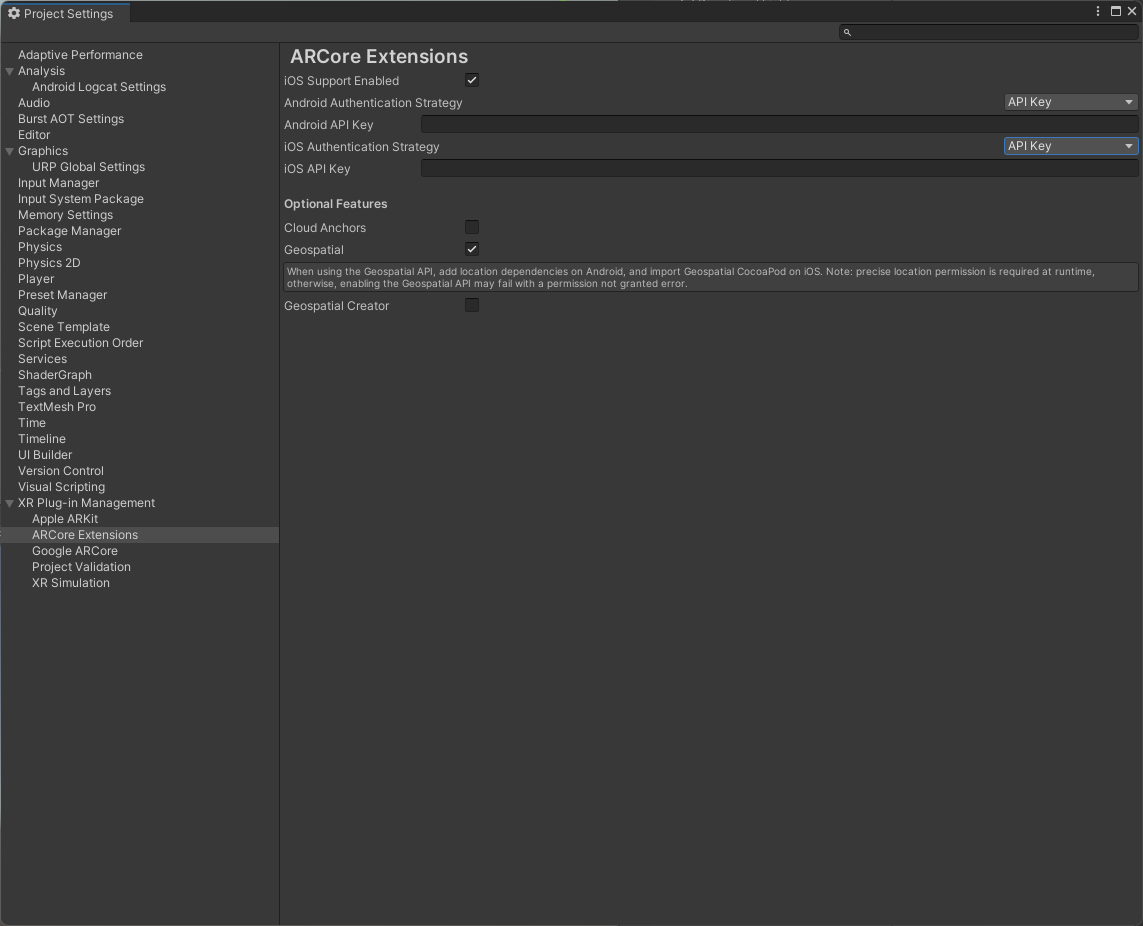 Project Settings
Adaptive Performance
Analysis
Android Logcat Settings
Audio
Burst AOT Settings
Editor
Graphics
URP Global Settings
Input Manager
Input System Package
Memory Settings
Package Manager
Physics
Physics 2D
Player
Preset Manager
Quality
Scene Template
Script Execution Order
Services
ShaderGraph
Tags and Layers
TextMesh Pro
Time
Timeline
UI Builder
Version Control
Visual Scripting
XR Plug-in Management
Apple ARKit
ARCore Extensions
Google ARCore
Project Validation
XR Simulation
ARCore Extensions
iOS Support Enabled
Android Authentication Strategy API Key
Android API Key
iOS Authentication Strategy API Key
iOS API Key
Optional Features
Cloud Anchors
Geospatial
When using the Geospatial API, add location dependencies on Android, and import Geospatial CocoaPod on iOS. Note: precise location permission is required at runtime,
otherwise, enabling the Geospatial API may fail with a permission not granted error.
Geospatial Creator